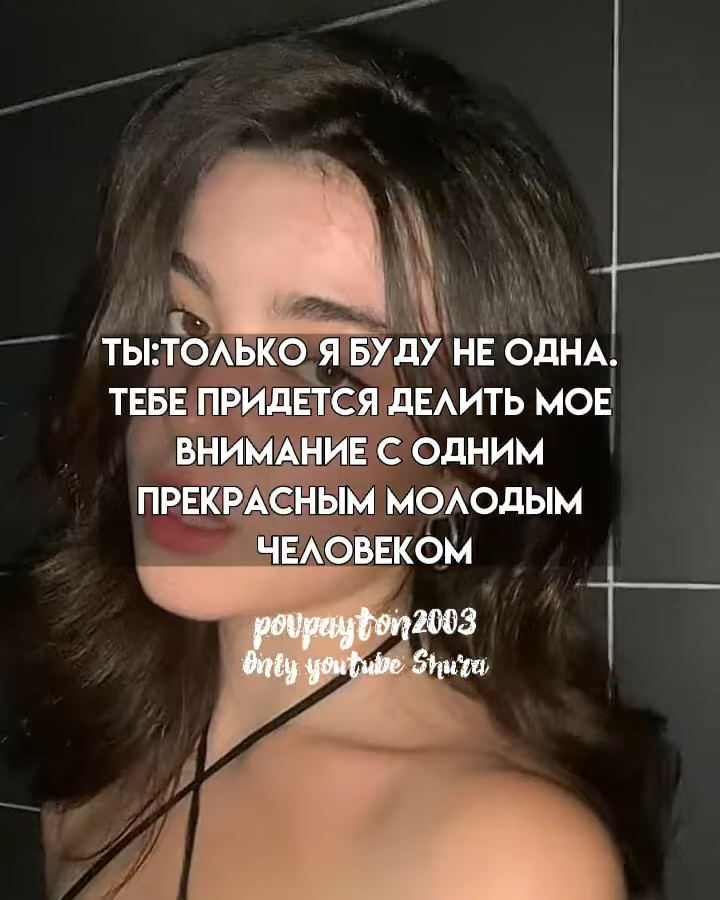 ТЫ:ТОЛЬКО Я БУДУ НЕ ОДНА.
ТЕБЕ ПРИДЕТСЯ ДЕЛИТЬ МОЕ
ВНИМАНИЕ С ОДНИМ
ПРЕКРАСНЫМ МОЛОДЫМ
ЧЕЛОВЕКОМ
povpayton2003
Only youtube Shura